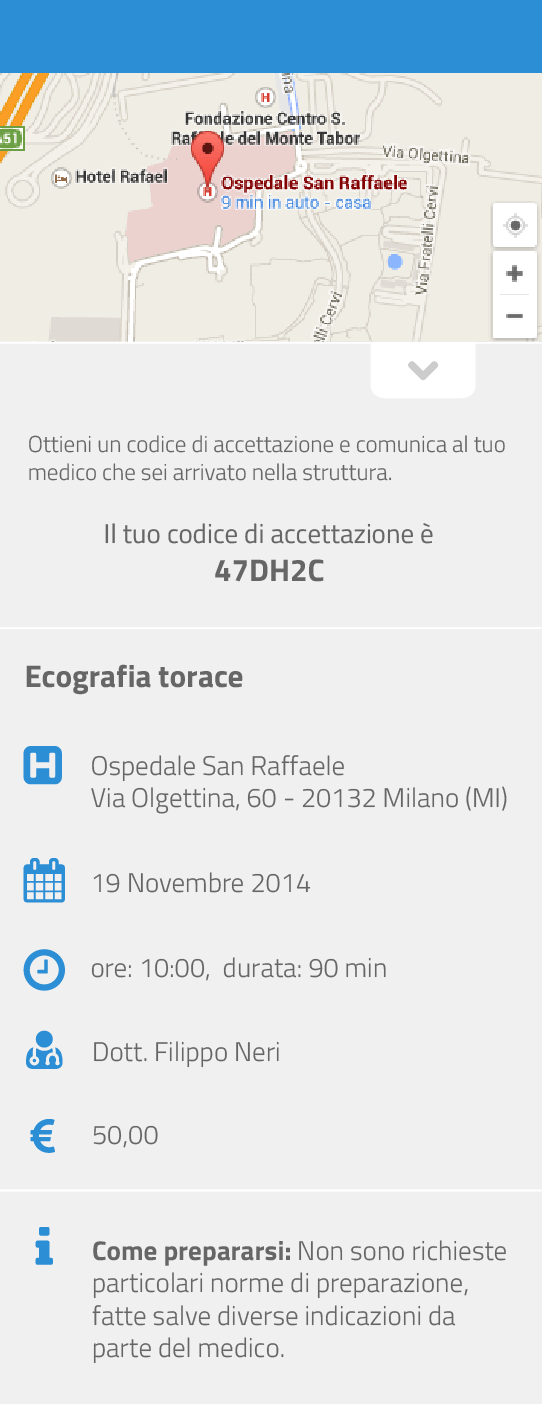 Fondazione Centro S.
Raffaele del Monte Tabor
H
A51
Hotel Rafael
Via Olgettina
H
Ospedale San Raffaele
9 min in auto - casa
Via Fratelli Cervi
lli Cervi
Ottieni un codice di accettazione e comunica al tuo
medico che sei arrivato nella struttura.
Il tuo codice di accettazione è
47DH2C
Ecografia torace
H
Ospedale San Raffaele
Via Olgettina, 60 - 20132 Milano (MI)
19 Novembre 2014
ore: 10:00, durata: 90 min
Dott. Filippo Neri
€ 50,00
Come prepararsi: Non sono richieste
particolari norme di preparazione,
fatte salve diverse indicazioni da
parte del medico.